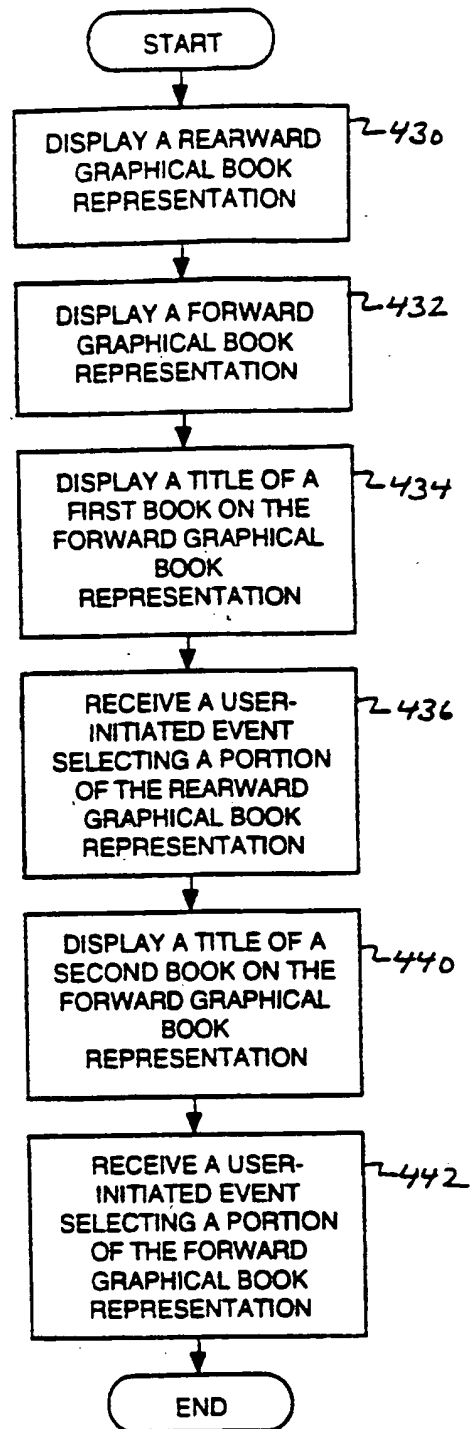 START
DISPLAY A REARWARD
GRAPHICAL BOOK
REPRESENTATION
430
DISPLAY A FORWARD
GRAPHICAL BOOK
REPRESENTATION
432
DISPLAY A TITLE OF A
FIRST BOOK ON THE
FORWARD GRAPHICAL
BOOK
REPRESENTATION
434
RECEIVE A USER-
INITIATED EVENT
SELECTING A PORTION
OF THE REARWARD
GRAPHICAL BOOK
REPRESENTATION
436
DISPLAY A TITLE OF A
SECOND BOOK ON THE
FORWARD GRAPHICAL
BOOK
REPRESENTATION
440
RECEIVE A USER-
INITIATED EVENT
SELECTING A PORTION
OF THE FORWARD
GRAPHICAL BOOK
REPRESENTATION
442
END